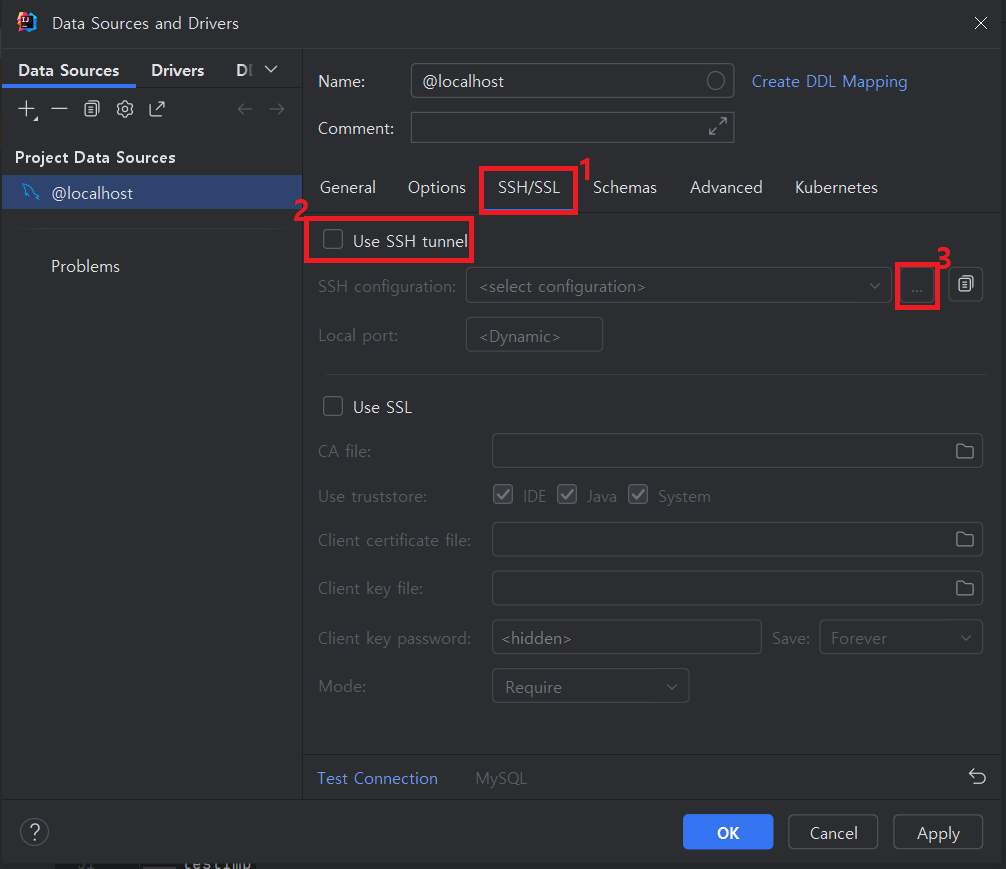 Data Sources and Drivers
Data Sources Drivers
Project Data Sources
@localhost
Problems
Name: @localhost Create DDL Mapping
Comment:
General Options SSH/SSL 1 Schemas Advanced Kubernetes
2
Use SSH tunnel
3
SSH configuration: <select configuration> ...
Local port: <Dynamic>
Use SSL
CA file:
Use truststore: IDE Java System
Client certificate file:
Client key file:
Client key password: <hidden> Save: Forever
Mode: Require
Test Connection MySQL
? OK Cancel Apply